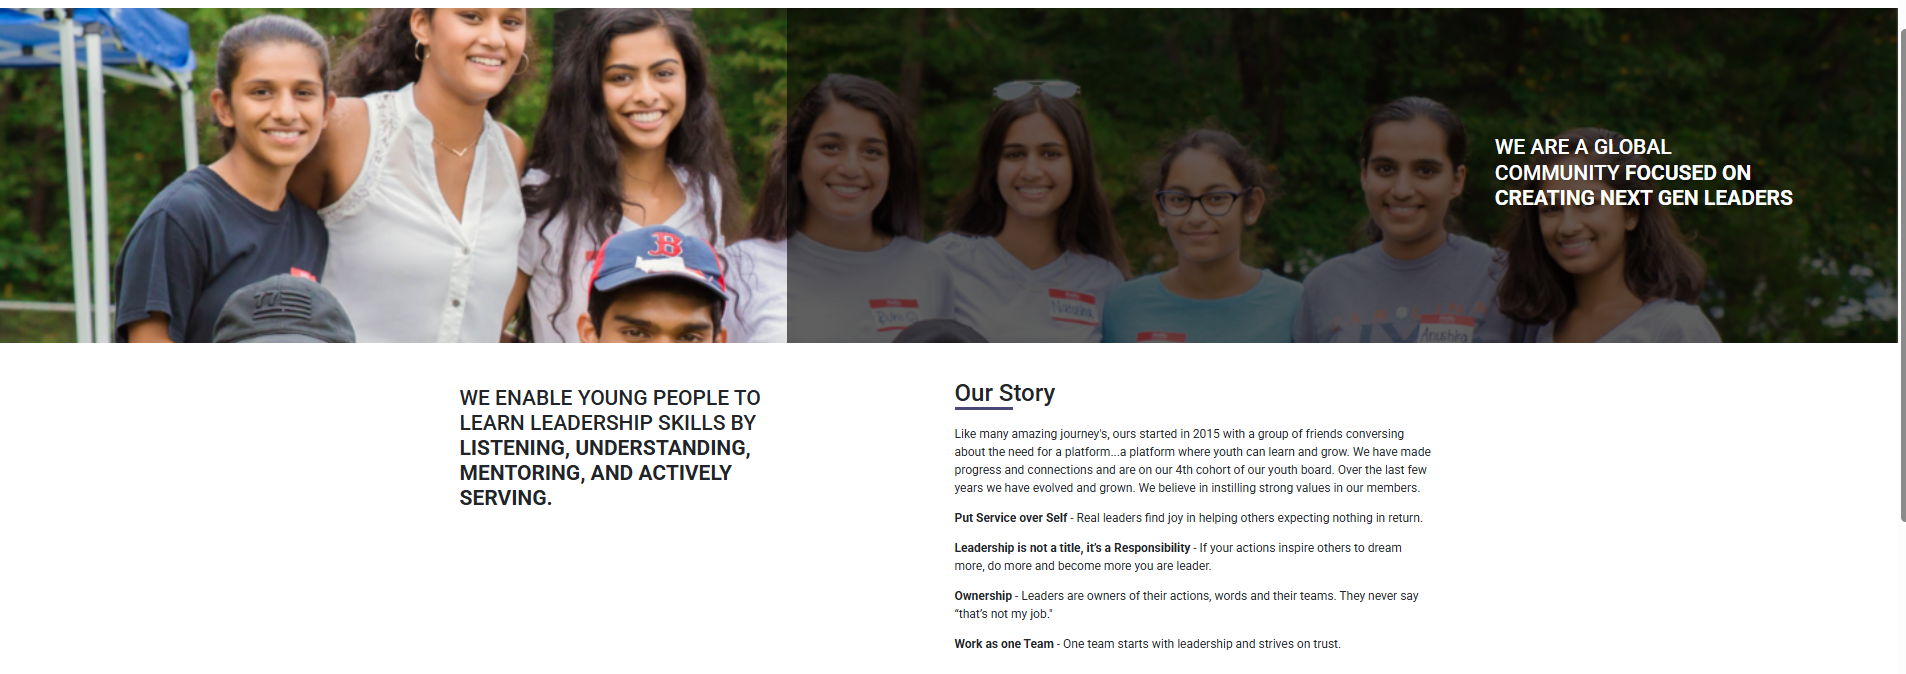 WE ARE A GLOBAL
COMMUNITY FOCUSED ON
CREATING NEXT GEN LEADERS
B
Anushka
WE ENABLE YOUNG PEOPLE TO
LEARN LEADERSHIP SKILLS BY
LISTENING, UNDERSTANDING,
MENTORING, AND ACTIVELY
SERVING.
Our Story
Like many amazing journey's, ours started in 2015 with a group of friends conversing
about the need for a platform...a platform where youth can learn and grow. We have made
progress and connections and are on our 4th cohort of our youth board. Over the last few
years we have evolved and grown. We believe in instilling strong values in our members.
Put Service over Self - Real leaders find joy in helping others expecting nothing in return.
Leadership is not a title, it's a Responsibility - If your actions inspire others to dream
more, do more and become more you are leader.
Ownership - Leaders are owners of their actions, words and their teams. They never say
“that's not my job."
Work as one Team - One team starts with leadership and strives on trust.